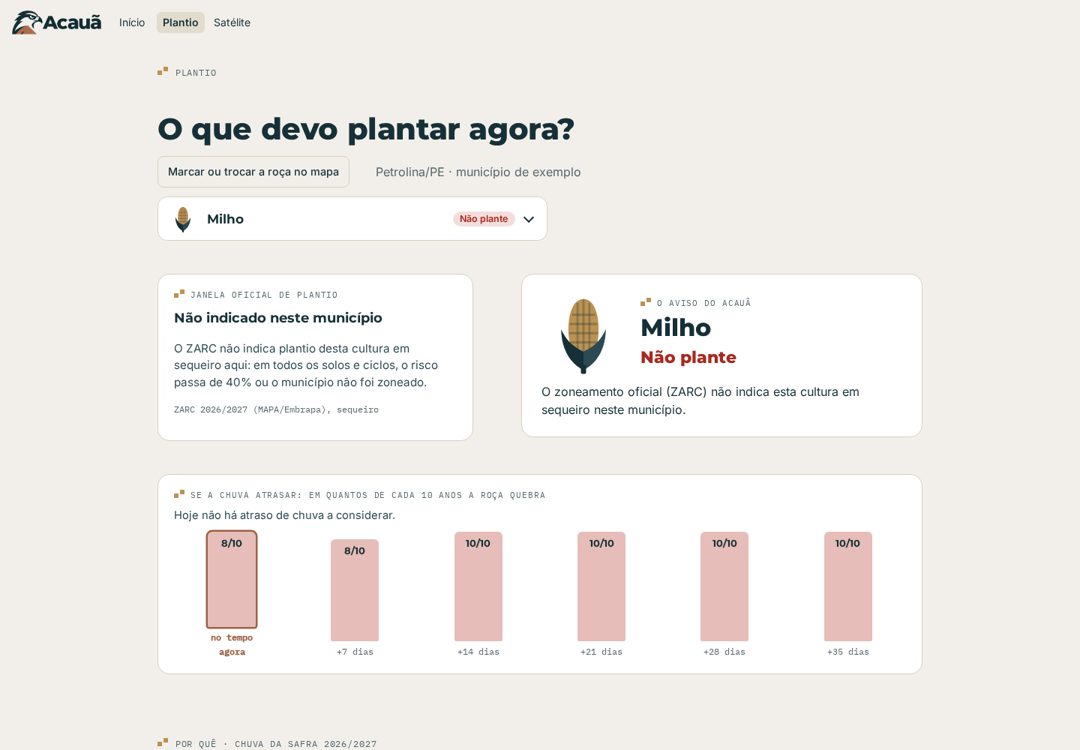 Acauã
Início
Plantio
Satélite
PLANTIO
O que devo plantar agora?
Marcar ou trocar a roça no mapa
Petrolina/PE · município de exemplo
Milho
Não plante
JANELA OFICIAL DE PLANTIO
Não indicado neste município
O ZARC não indica plantio desta cultura em
sequeiro aqui: em todos os solos e ciclos, o risco
passa de 40% ou o município não foi zoneado.
ZARC 2026/2027 (MAPA/Embrapa), sequeiro
O AVISO DO ACAUÃ
Milho
Não plante
O zoneamento oficial (ZARC) não indica esta cultura em
sequeiro neste município.
SE A CHUVA ATRASAR: EM QUANTOS DE CADA 10 ANOS A ROÇA QUEBRA
Hoje não há atraso de chuva a considerar.
8/10
8/10
10/10
10/10
10/10
10/10
no tempo
agora
+7 dias
+14 dias
+21 dias
+28 dias
+35 dias
POR QUÊ · CHUVA DA SAFRA 2026/2027